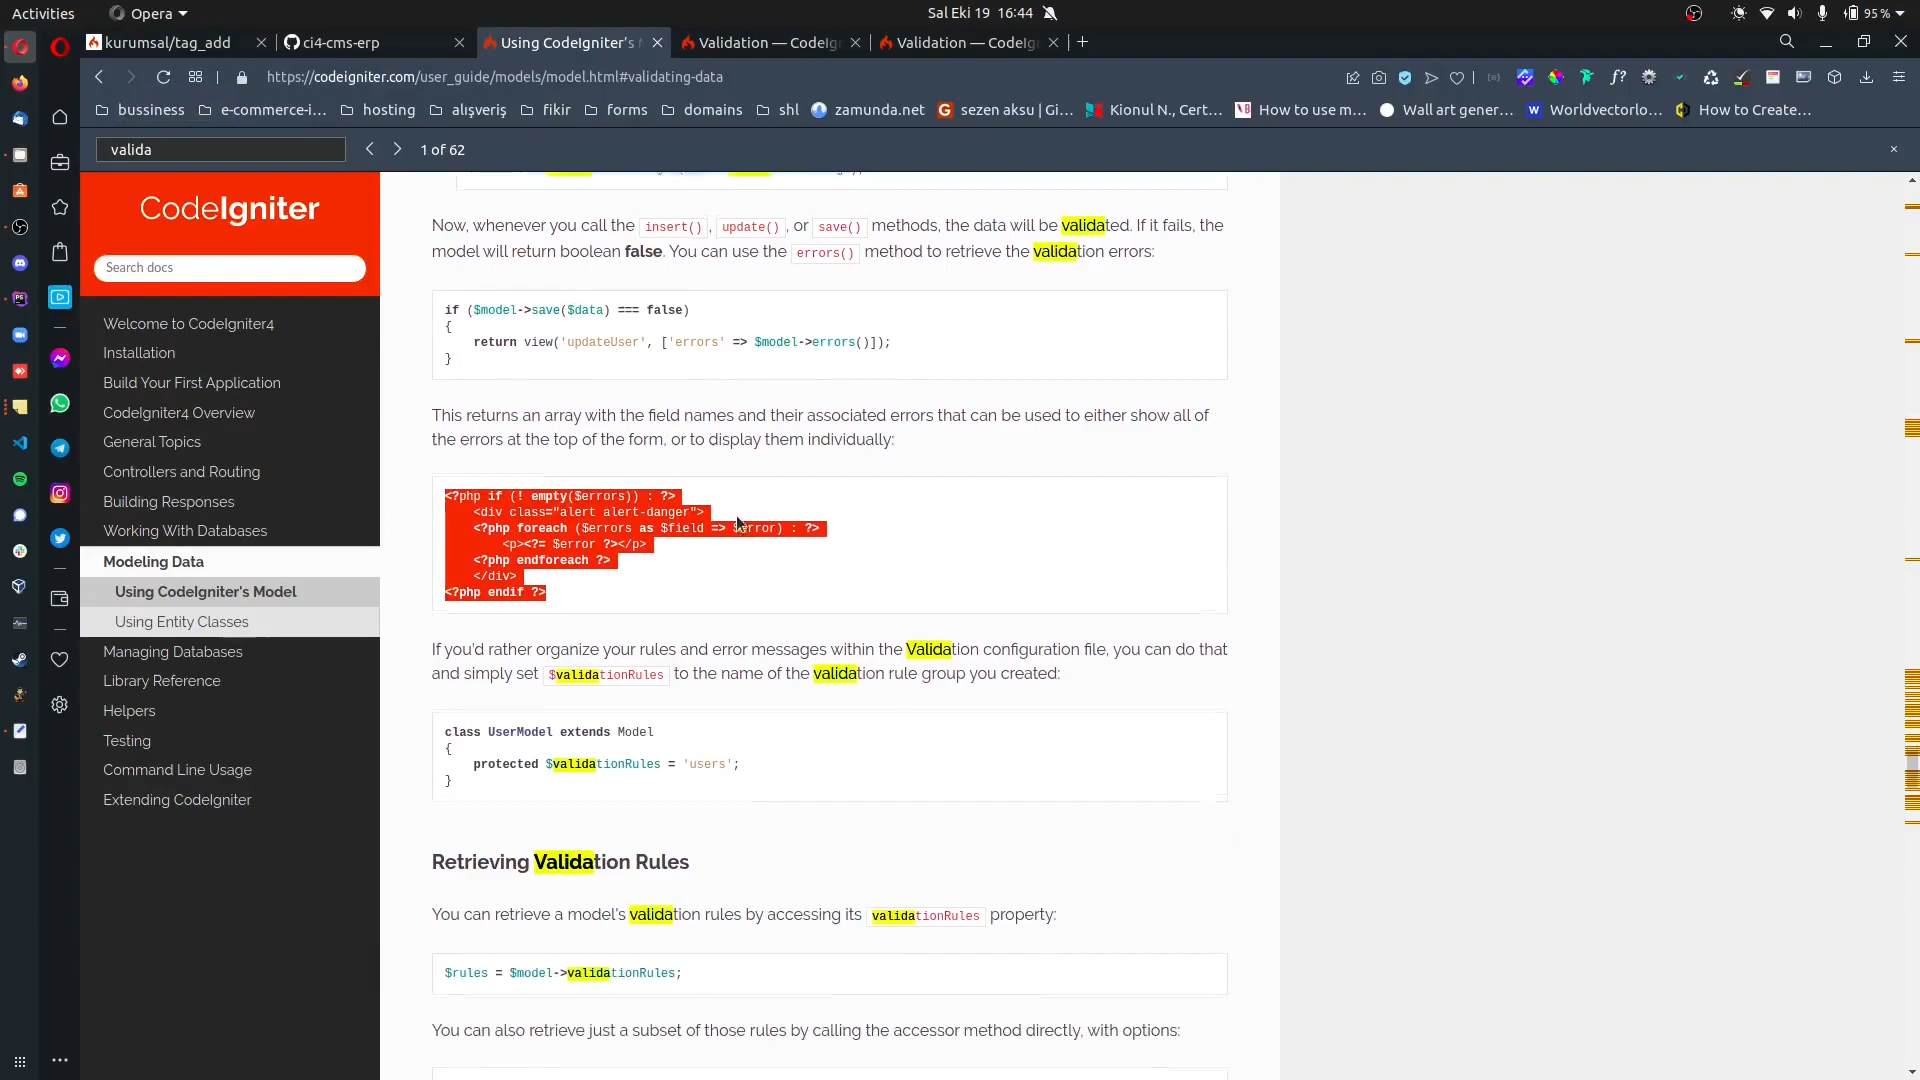 Activities
Opera
Sal Eki 19 16:44
95 %
kurumsal/tag_add
ci4-cms-erp
Using CodeIgniter's
Validation — CodeIg
Validation — CodeIg
https://codeigniter.com/user_guide/models/model.html#validating-data
bussiness
e-commerce-i...
hosting
alışveriş
fikir
forms
domains
shl
zamunda.net
sezen aksu | Gi...
Kionul N., Cert...
How to use m...
Wall art gener...
Worldvectorlo...
How to Create...
valida
1 of 62
CodeIgniter
Search docs
Welcome to CodeIgniter4
Installation
Build Your First Application
CodeIgniter4 Overview
General Topics
Controllers and Routing
Building Responses
Working With Databases
Modeling Data
Using CodeIgniter's Model
Using Entity Classes
Managing Databases
Library Reference
Helpers
Testing
Command Line Usage
Extending CodeIgniter
Now, whenever you call the insert(), update(), or save() methods, the data will be validated. If it fails, the
model will return boolean false. You can use the errors() method to retrieve the validation errors:
if ($model->save($data) === false)
{
return view('updateUser', ['errors' => $model->errors()]);
}
This returns an array with the field names and their associated errors that can be used to either show all of
the errors at the top of the form, or to display them individually:
<?php if (! empty($errors)) : ?>
<div class="alert alert-danger">
<?php foreach ($errors as $field => $error) : ?>
<p><?= $error ?></p>
<?php endforeach ?>
</div>
<?php endif ?>
If you'd rather organize your rules and error messages within the Validation configuration file, you can do that
and simply set $validationRules to the name of the validation rule group you created:
class UserModel extends Model
{
protected $validationRules = 'users';
}
Retrieving Validation Rules
You can retrieve a model's validation rules by accessing its validationRules property:
$rules = $model->validationRules;
You can also retrieve just a subset of those rules by calling the accessor method directly, with options: